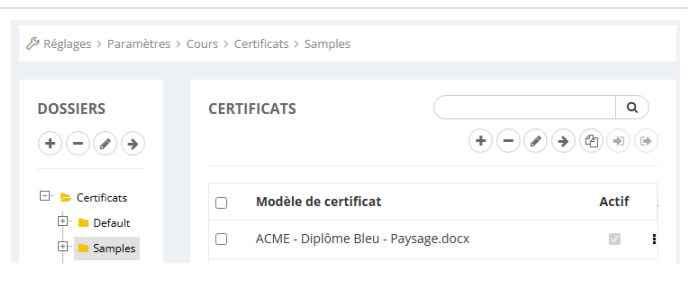 Réglages > Paramètres > Cours > Certificats > Samples
DOSSIERS
CERTIFICATS
Certificats
Default
Samples
Modèle de certificat Actif
ACME - Diplôme Bleu - Paysage.docx